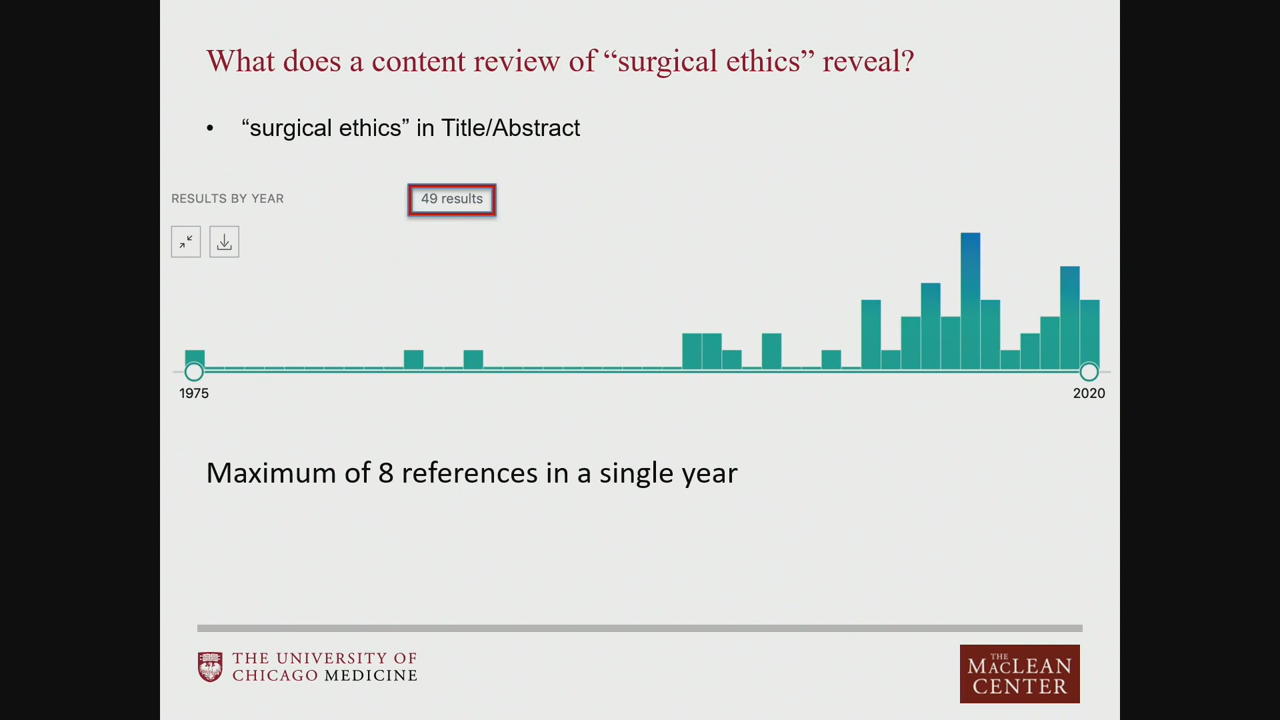 What does a content review of “surgical ethics” reveal?
• “surgical ethics” in Title/Abstract
RESULTS BY YEAR
49 results
1975
2020
Maximum of 8 references in a single year
THE UNIVERSITY OF
CHICAGO MEDICINE
THE
MACLEAN
CENTER